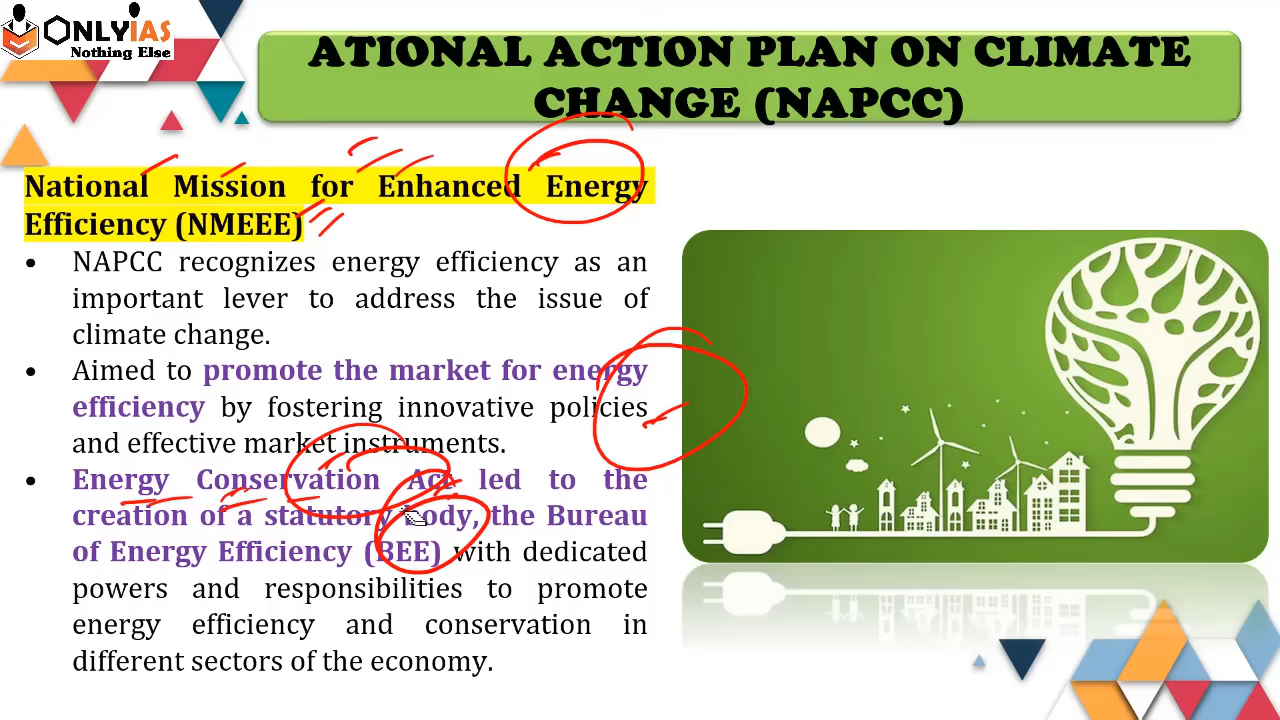 ONLYIAS
Nothing Else
ATIONAL ACTION PLAN ON CLIMATE
CHANGE (NAPCC)
National Mission for Enhanced Energy
Efficiency (NMEEE)
• NAPCC recognizes energy efficiency as an
important lever to address the issue of
climate change.
• Aimed to promote the market for energy
efficiency by fostering innovative policies
and effective market instruments.
• Energy Conservation Act led to the
creation of a statutory body, the Bureau
of Energy Efficiency (BEE) with dedicated
powers and responsibilities to promote
energy efficiency and conservation in
different sectors of the economy.